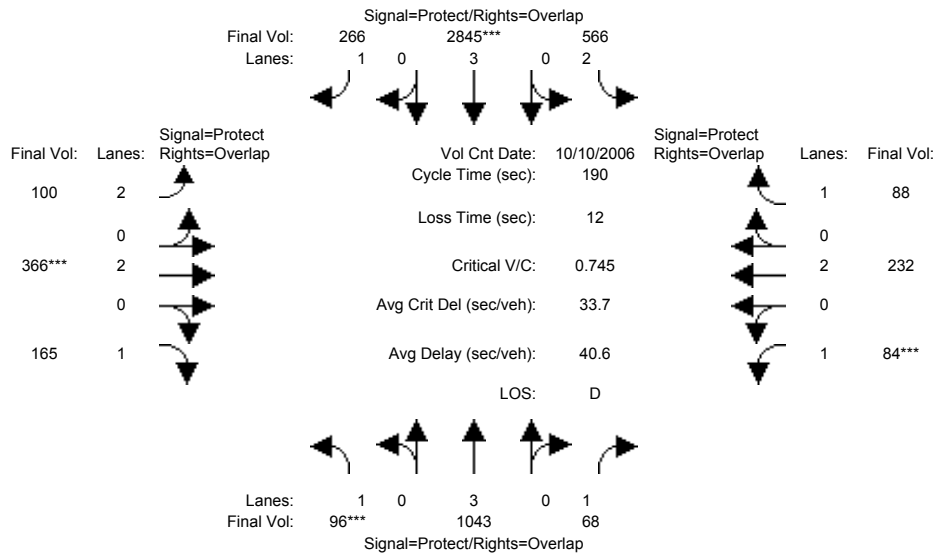 Signal=Protect/Rights=Overlap
Final Vol: 266 2845*** 566
Lanes: 1 0 3 0 2
Signal=Protect Signal=Protect
Final Vol: Lanes: Rights=Overlap Vol Cnt Date: 10/10/2006 Rights=Overlap Lanes: Final Vol:
Cycle Time (sec): 190
100 2 1 88
Loss Time (sec): 12
0 0
366*** 2 Critical V/C: 0.745 2 232
0 Avg Crit Del (sec/veh): 33.7 0
165 1 Avg Delay (sec/veh): 40.6 1 84***
LOS: D
Lanes: 1 0 3 0 1
Final Vol: 96*** 1043 68
Signal=Protect/Rights=Overlap